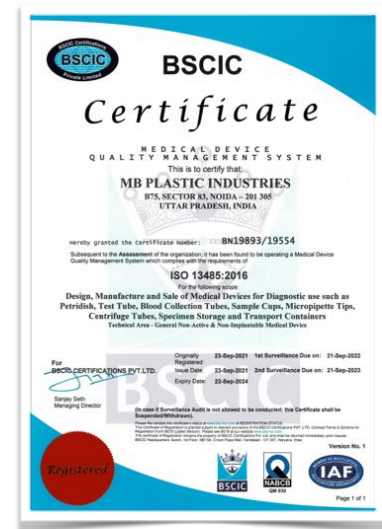 BSCIC Certifications
BSCIC
Private Limited
BSCIC
Certificate
MEDICAL DEVICE
QUALITY MANAGEMENT SYSTEM
This is to certify that:
MB PLASTIC INDUSTRIES
B75, SECTOR 83, NOIDA – 201 305
UTTAR PRADESH, INDIA
Hereby granted the Certificate Number: BN19893/19554
Subsequent to the Assessment of the organization, it has been found to be operating a Medical Device
Quality Management System which complies with the requirements of
ISO 13485:2016
For the following scope:
Design, Manufacture and Sale of Medical Devices for Diagnostic use such as
Petridish, Test Tube, Blood Collection Tubes, Sample Cups, Micropipette Tips,
Centrifuge Tubes, Specimen Storage and Transport Containers
Technical Area - General Non-Active & Non-Implantable Medical Device
Originally Registered: 23-Sep-2021 1st Surveillance Due on: 21-Sep-2022
For
BSCIC CERTIFICATIONS PVT.LTD.
Issue Date 23-Sep-2021 2nd Surveillance Due on: 21-Sep-2023
Expiry Date: 22-Sep-2024
Sanjay Seth
Managing Director
BSCIC
(In case if Surveillance Audit is not allowed to be conducted; this Certificate shall be
Suspended/Withdrawn).
Version No. 1
Registered
BSCIC
NABCB
QM 030
IAF
Page 1 of 1